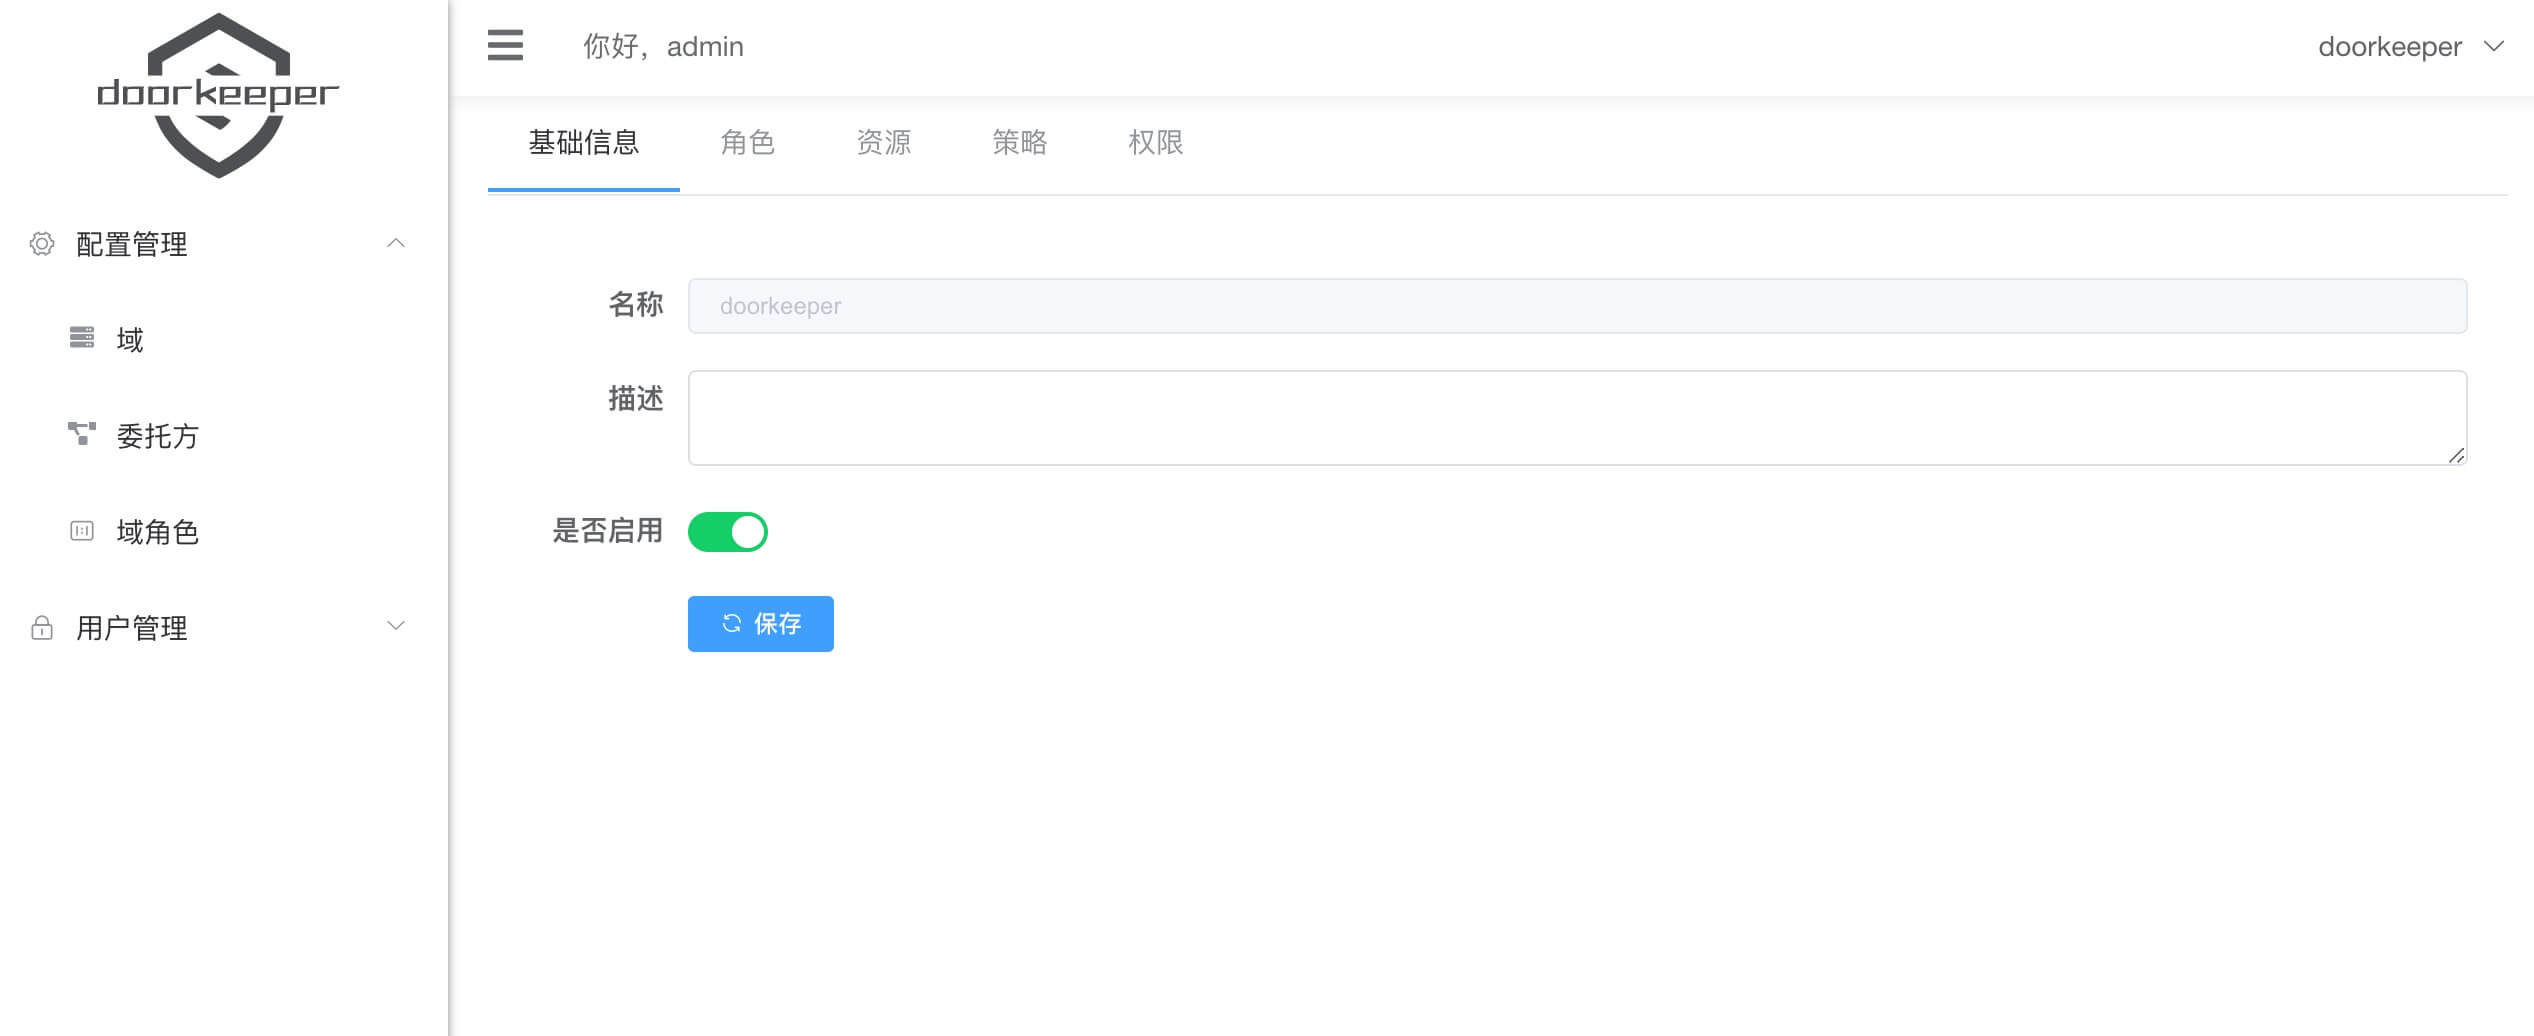 doorkeeper
配置管理
域
委托方
域角色
用户管理
你好，admin
doorkeeper
基础信息 角色 资源 策略 权限
名称 doorkeeper
描述
是否启用
保存